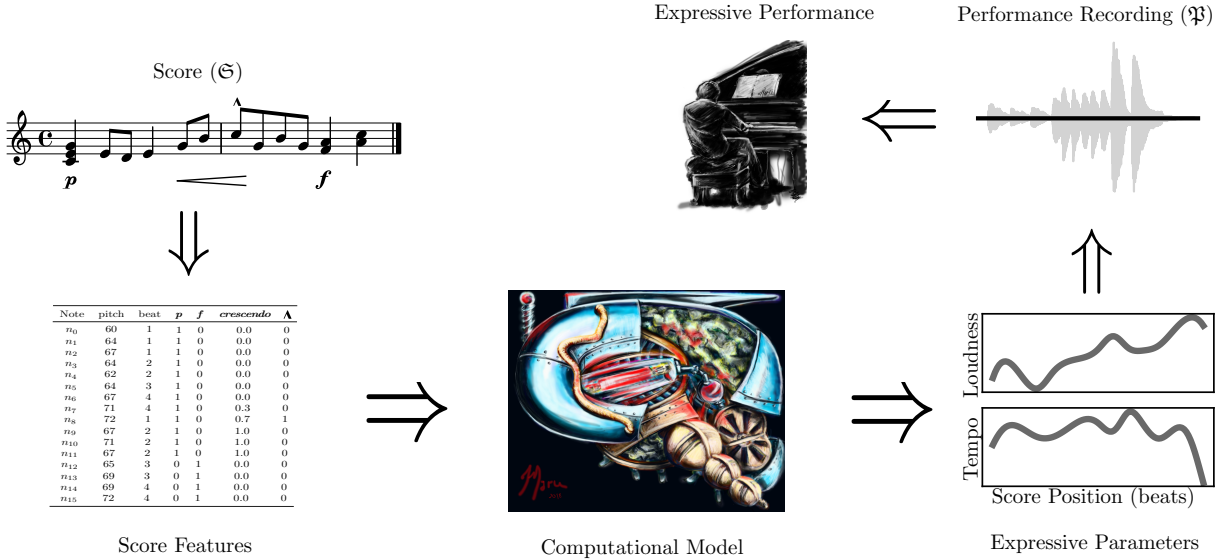 Expressive Performance
Performance Recording (𝔓)
Score (𝔖)
p f
Note pitch beat p f crescendo ʌ
n0 60 1 1 0 0.0 0
n1 64 1 1 0 0.0 0
n2 67 1 1 0 0.0 0
n3 64 2 1 0 0.0 0
n4 62 2 1 0 0.0 0
n5 64 3 1 0 0.0 0
n6 67 4 1 0 0.0 0
n7 71 4 1 0 0.3 0
n8 72 1 1 0 0.7 1
n9 67 2 1 0 1.0 0
n10 71 2 1 0 1.0 0
n11 67 2 1 0 1.0 0
n12 65 3 0 1 0.0 0
n13 69 3 0 1 0.0 0
n14 69 4 0 1 0.0 0
n15 72 4 0 1 0.0 0
Score Features
Computational Model
Loudness
Tempo
Score Position (beats)
Expressive Parameters